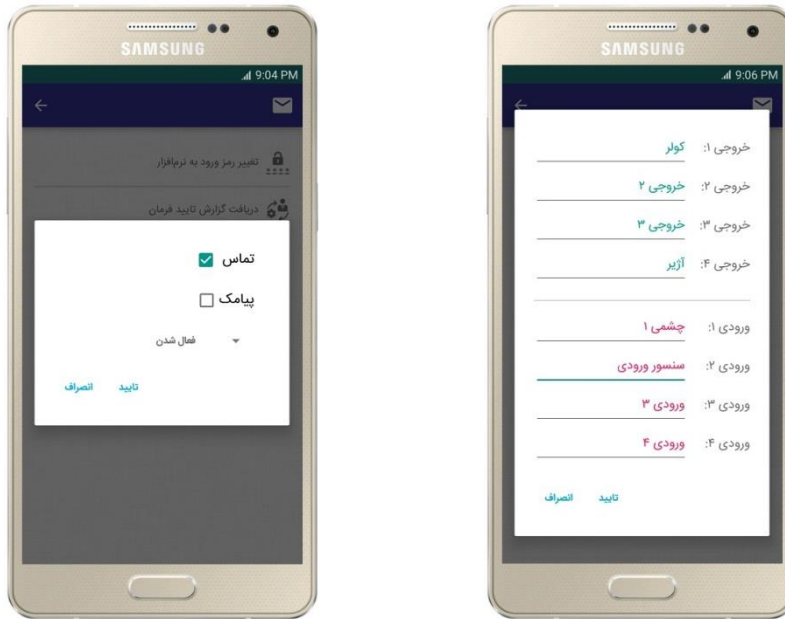 SAMSUNG
9:04 PM
تغییر رمز ورود به نرم‌افزار
دریافت گزارش تایید فرمان
تماس
پیامک
فعال شدن
تایید انصراف
SAMSUNG
9:06 PM
خروجی ۱: کولر
خروجی ۲: خروجی ۲
خروجی ۳: خروجی ۳
خروجی ۴: آژیر
ورودی ۱: چشمی ۱
ورودی ۲: سنسور ورودی
ورودی ۳: ورودی ۳
ورودی ۴: ورودی ۴
تایید انصراف